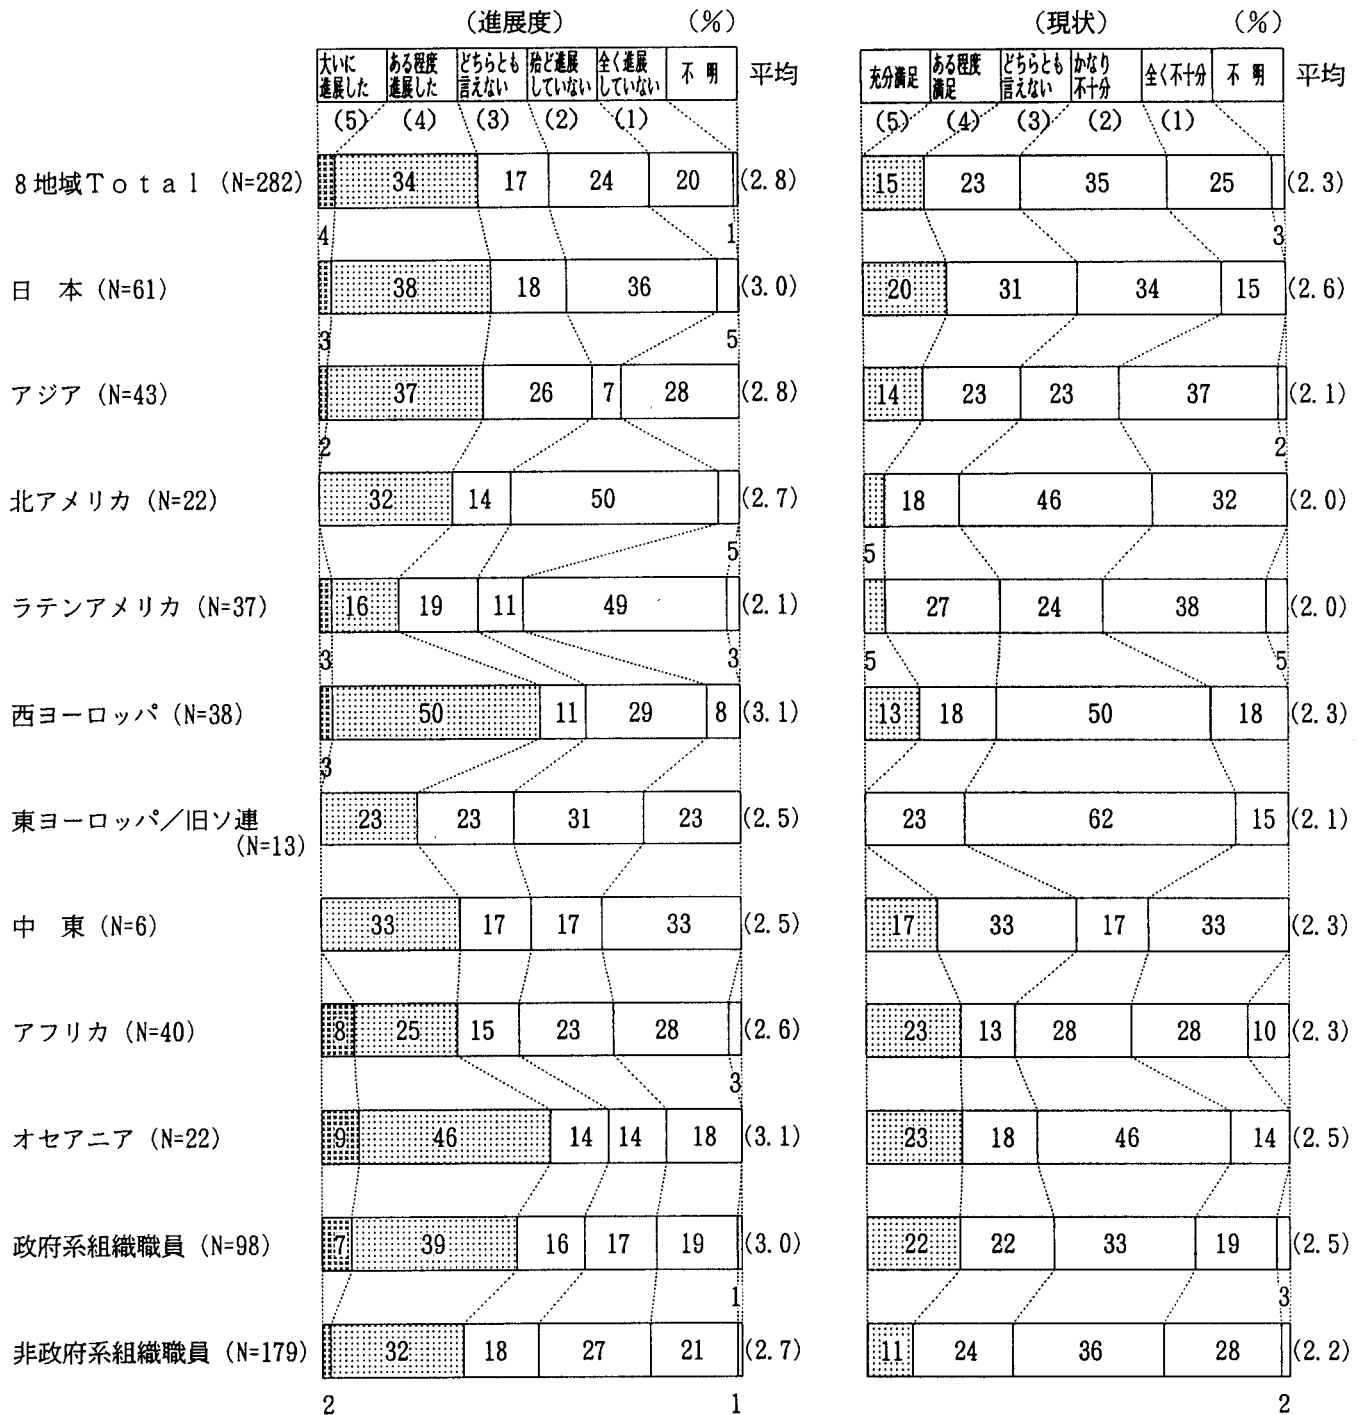 （進展度） （％） （現状） （％）
大いに進展した ある程度進展した どちらとも言えない 殆ど進展していない 全く進展していない 不 明 平均 充分満足 ある程度満足 どちらとも言えない かなり不十分 全く不十分 不 明 平均
(5) (4) (3) (2) (1) (5) (4) (3) (2) (1)
8地域Ｔｏｔａｌ (N=282) 34 17 24 20 (2.8) 15 23 35 25 (2.3)
4 1 3
日 本 (N=61) 38 18 36 (3.0) 20 31 34 15 (2.6)
3 5
アジア (N=43) 37 26 7 28 (2.8) 14 23 23 37 (2.1)
2 2
北アメリカ (N=22) 32 14 50 (2.7) 18 46 32 (2.0)
5 5
ラテンアメリカ (N=37) 16 19 11 49 (2.1) 27 24 38 (2.0)
3 3 5 5
西ヨーロッパ (N=38) 50 11 29 8 (3.1) 13 18 50 18 (2.3)
3
東ヨーロッパ／旧ソ連 23 23 31 23 (2.5) 23 62 15 (2.1)
(N=13)
中 東 (N=6) 33 17 17 33 (2.5) 17 33 17 33 (2.3)
アフリカ (N=40) 8 25 15 23 28 (2.6) 23 13 28 28 10 (2.3)
3
オセアニア (N=22) 9 46 14 14 18 (3.1) 23 18 46 14 (2.5)
政府系組織職員 (N=98) 7 39 16 17 19 (3.0) 22 22 33 19 (2.5)
1 3
非政府系組織職員 (N=179) 32 18 27 21 (2.7) 11 24 36 28 (2.2)
2 1 2